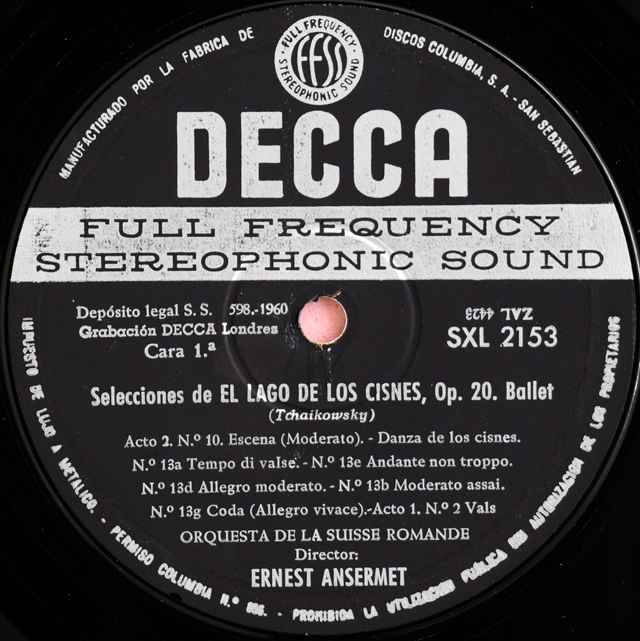 MANUFACTURADO POR LA FABRICA DE
DISCOS COLUMBIA, S. A. - SAN SEBASTIAN
· FULL FREQUENCY · STEREOPHONIC SOUND
FFSS
DECCA
FULL FREQUENCY
STEREOPHONIC SOUND
Depósito legal S. S. 598.-1960
Grabación DECCA Londres
Cara 1.ª
ZAL 4423
SXL 2153
Selecciones de EL LAGO DE LOS CISNES, Op. 20. Ballet
(Tchaikowsky)
Acto 2. N.º 10. Escena (Moderato). - Danza de los cisnes.
N.º 13a Tempo di valse. - N.º 13e Andante non troppo.
N.º 13d Allegro moderato. - N.º 13b Moderato assai.
N.º 13g Coda (Allegro vivace).-Acto 1. N.º 2 Vals
ORQUESTA DE LA SUISSE ROMANDE
Director:
ERNEST ANSERMET
IMPUESTO DE LUJO A METALICO. - PERMISO COLUMBIA N.º - PROHIBIDA LA UTILIZACION PÚBLICA SIN AUTORIZACION DE LOS PROPIETARIOS